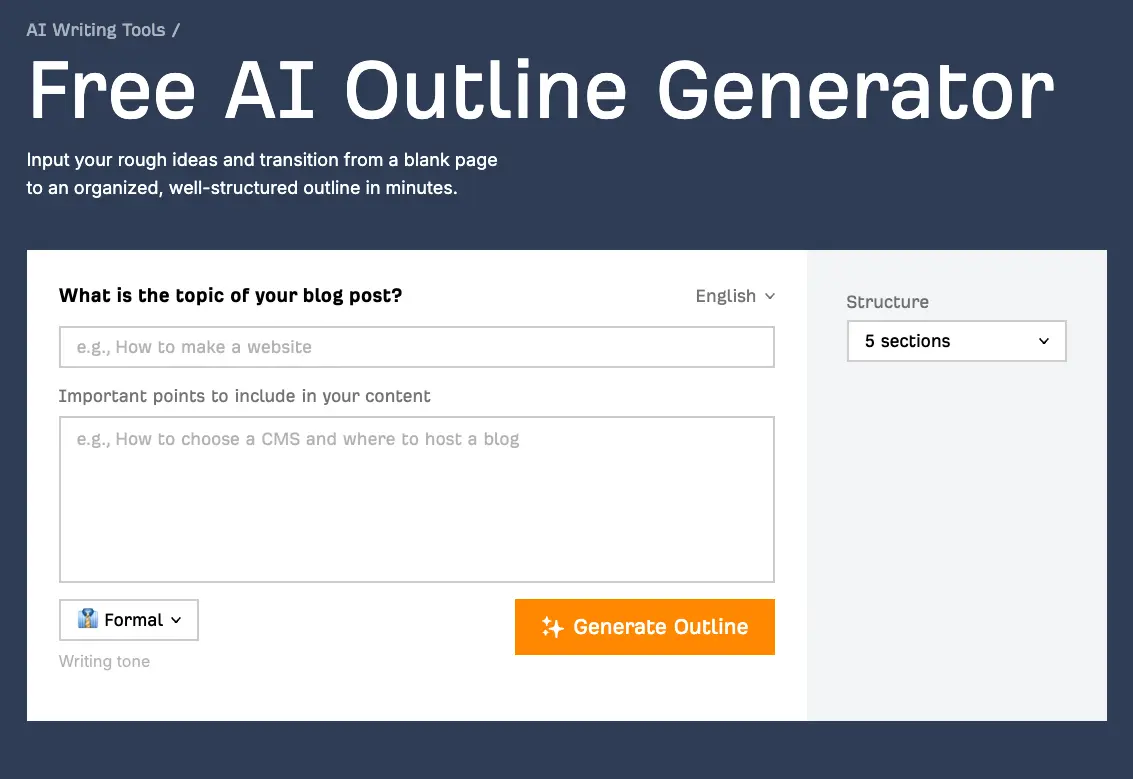 AI Writing Tools /
Free AI Outline Generator
Input your rough ideas and transition from a blank page
to an organized, well-structured outline in minutes.
What is the topic of your blog post?
English
e.g., How to make a website
Important points to include in your content
e.g., How to choose a CMS and where to host a blog
Formal
Writing tone
Generate Outline
Structure
5 sections